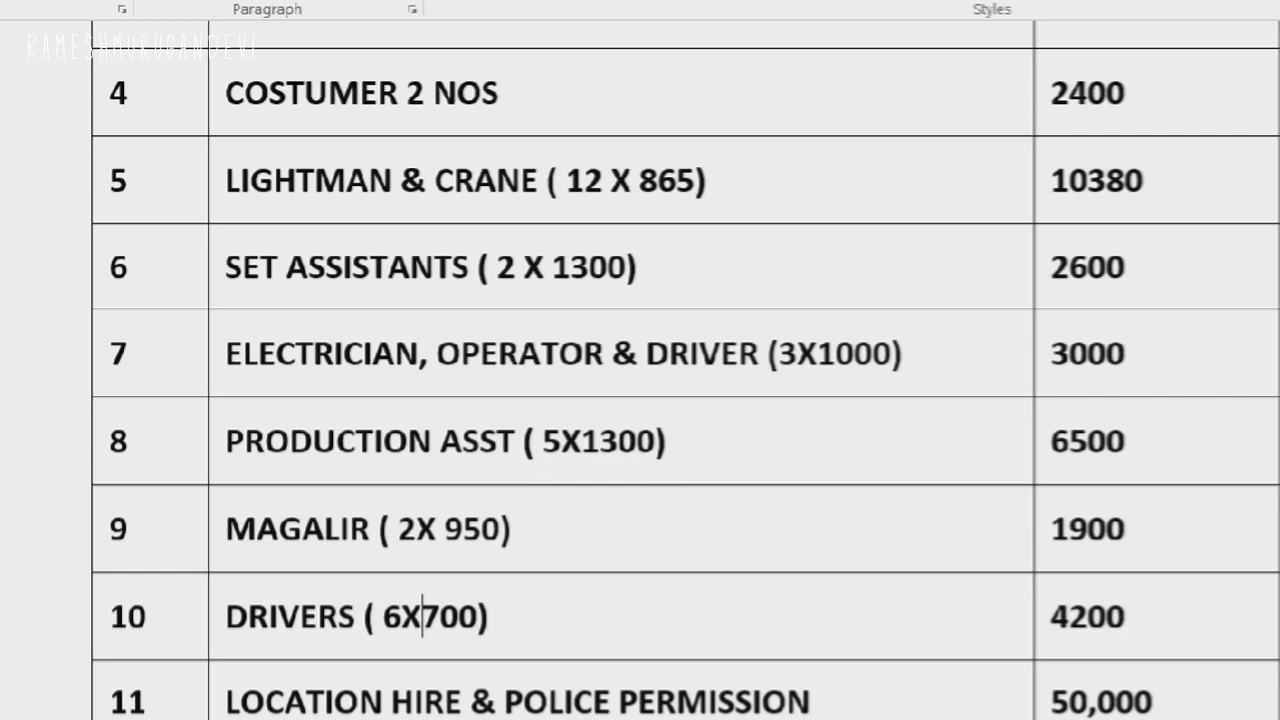 Paragraph Styles
RAMESHMURUGANDEVI
4 COSTUMER 2 NOS 2400
5 LIGHTMAN & CRANE ( 12 X 865) 10380
6 SET ASSISTANTS ( 2 X 1300) 2600
7 ELECTRICIAN, OPERATOR & DRIVER (3X1000) 3000
8 PRODUCTION ASST ( 5X1300) 6500
9 MAGALIR ( 2X 950) 1900
10 DRIVERS ( 6X700) 4200
11 LOCATION HIRE & POLICE PERMISSION 50,000